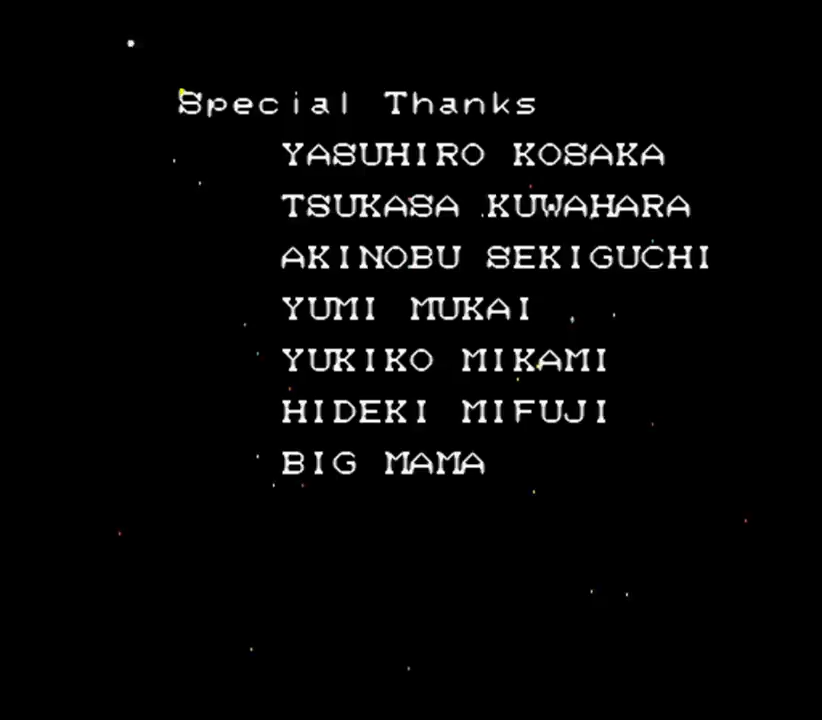 Special Thanks
YASUHIRO KOSAKA
TSUKASA KUWAHARA
AKINOBU SEKIGUCHI
YUMI MUKAI
YUKIKO MIKAMI
HIDEKI MIFUJI
BIG MAMA